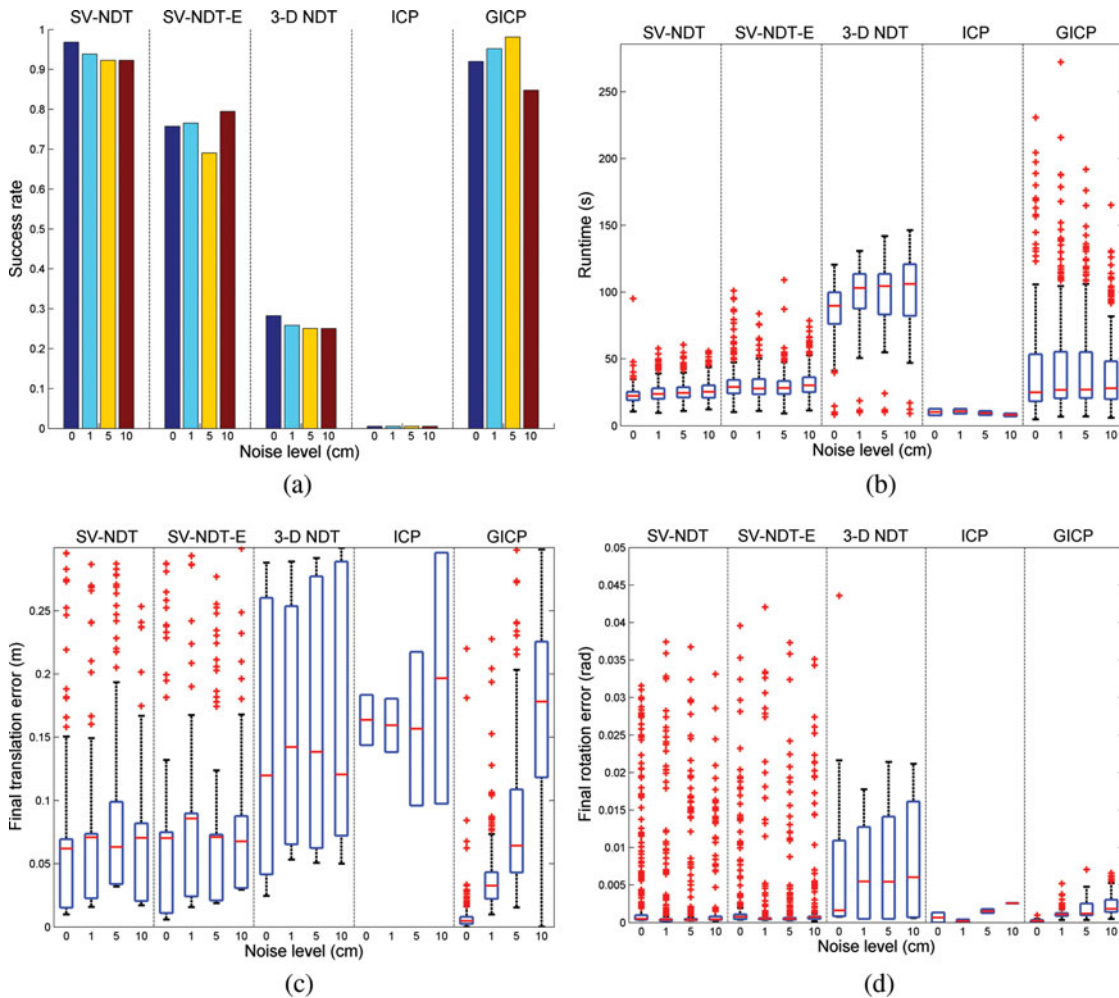 SV-NDT SV-NDT-E 3-D NDT ICP GICP
1
0.9
0.8
0.7
0.6
0.5
0.4
0.3
0.2
0.1
0
Success rate
0 1 5 10 0 1 5 10 0 1 5 10 0 1 5 10 0 1 5 10
Noise level (cm)
(a)
SV-NDT SV-NDT-E 3-D NDT ICP GICP
250
200
150
100
50
0
Runtime (s)
0 1 5 10 0 1 5 10 0 1 5 10 0 1 5 10 0 1 5 10
Noise level (cm)
(b)
SV-NDT SV-NDT-E 3-D NDT ICP GICP
0.25
0.2
0.15
0.1
0.05
0
Final translation error (m)
0 1 5 10 0 1 5 10 0 1 5 10 0 1 5 10 0 1 5 10
Noise level (cm)
(c)
SV-NDT SV-NDT-E 3-D NDT ICP GICP
0.05
0.045
0.04
0.035
0.03
0.025
0.02
0.015
0.01
0.005
0
Final rotation error (rad)
0 1 5 10 0 1 5 10 0 1 5 10 0 1 5 10 0 1 5 10
Noise level (cm)
(d)